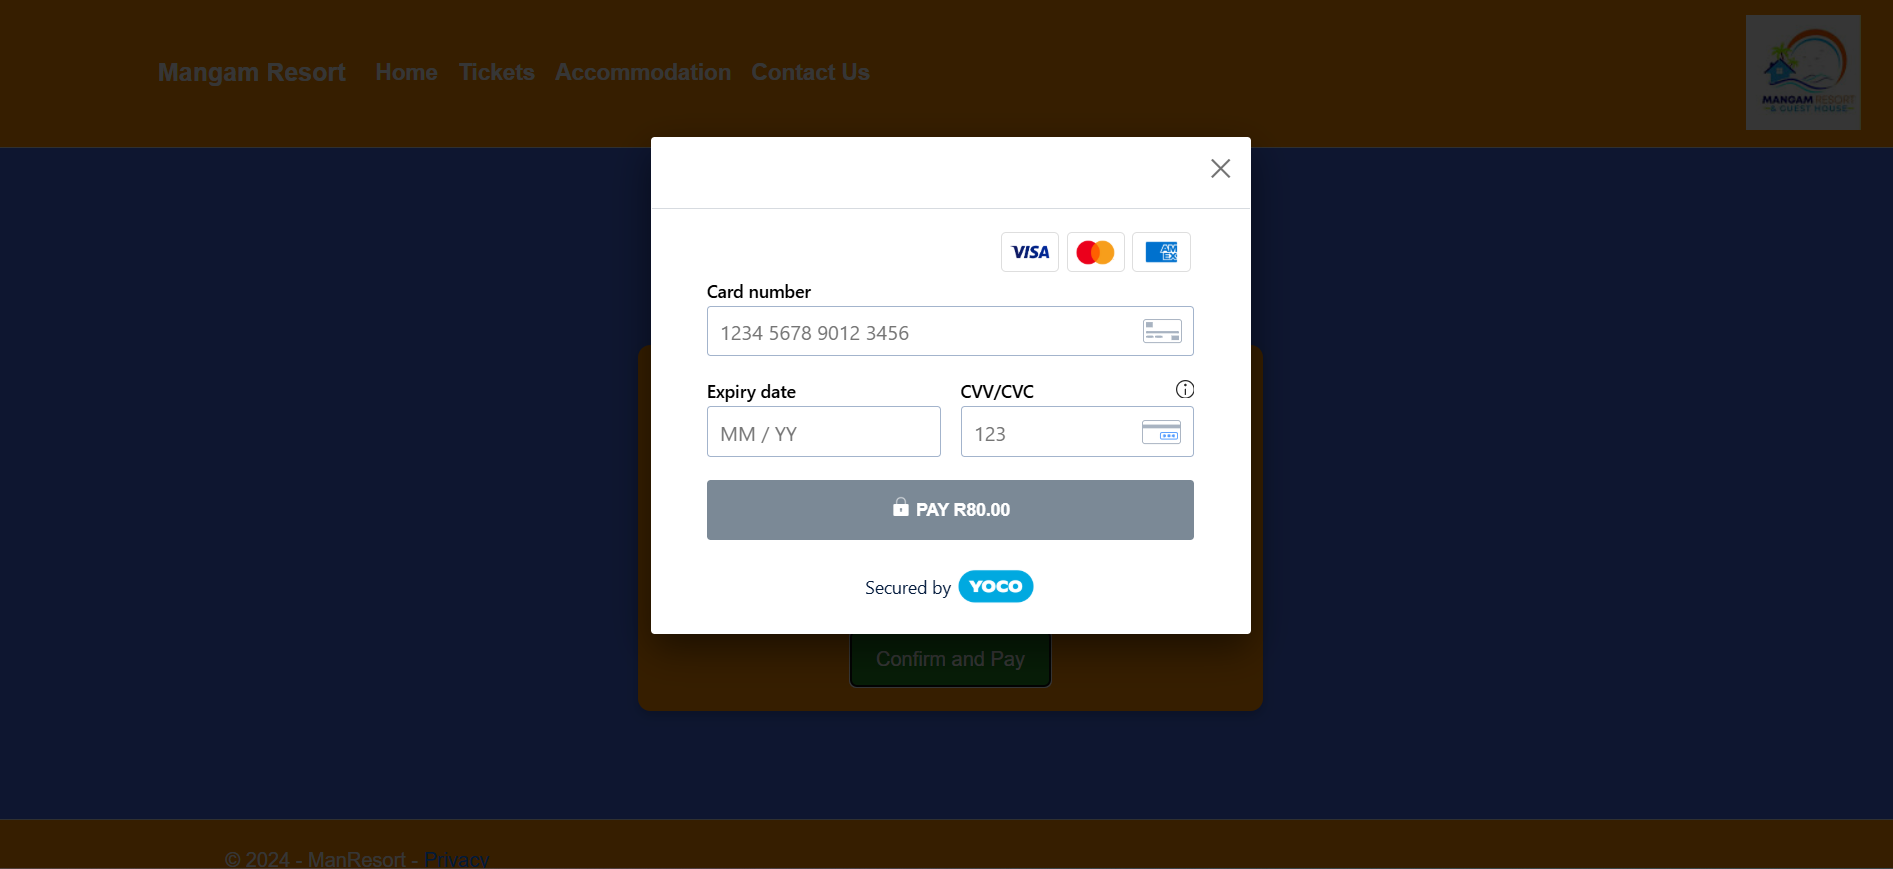 Mangam Resort Home Tickets Accommodation Contact Us
MANGAM RESORT
& GUEST HOUSE
VISA
AM
EX
Card number
1234 5678 9012 3456
Expiry date CVV/CVC
MM / YY 123
PAY R80.00
Secured by YOCO
Confirm and Pay
© 2024 - ManResort - Privacy